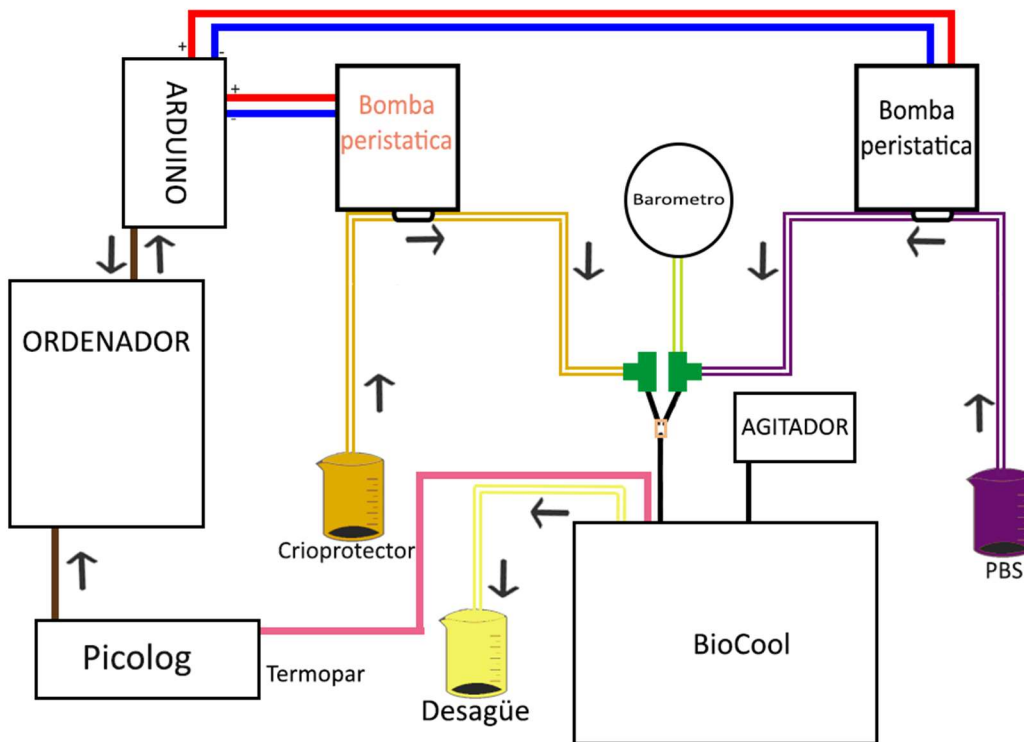 +
-
ARDUINO
+
-
Bomba
peristatica
Bomba
peristatica
Barometro
ORDENADOR
AGITADOR
Crioprotector
PBS
Picolog
Termopar
Desagüe
BioCool